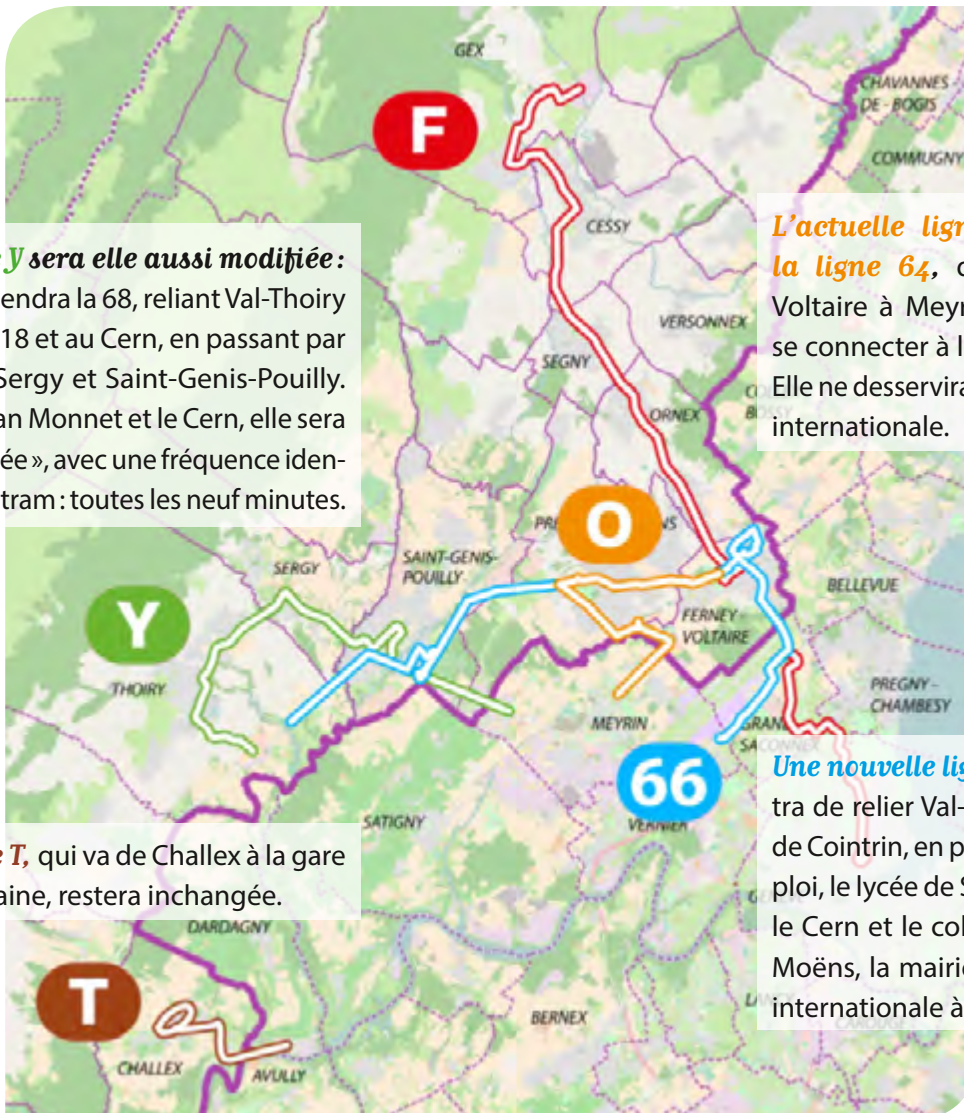 GEX
F
CHAVANNES-
DE-BOGIS
COMMUGNY
CESSY
y sera elle aussi modifiée :
endra la 68, reliant Val-Thoiry
18 et au Cern, en passant par
Sergy et Saint-Genis-Pouilly.
an Monnet et le Cern, elle sera
ée », avec une fréquence iden-
tram : toutes les neuf minutes.
L'actuelle lign
la ligne 64,
Voltaire à Meyr
se connecter à l
Elle ne desservira
internationale.
VERSONNEX
SEGNY
BOSSY
ORNEX
O
SERGY
SAINT-GENIS-
POUILLY
BELLEVUE
Y
FERNEY-
VOLTAIRE
THOIRY
PREGNY-
CHAMBESY
MEYRIN
GRAND
SACONNEX
66
VERNIER
SATIGNY
Une nouvelle lig
tra de relier Val-
de Cointrin, en p
ploi, le lycée de S
le Cern et le col
Moëns, la mairie
internationale à
e T, qui va de Challex à la gare
aine, restera inchangée.
DARDAGNY
T
BERNEX
CHALLEX
AVULLY
CAROUGE